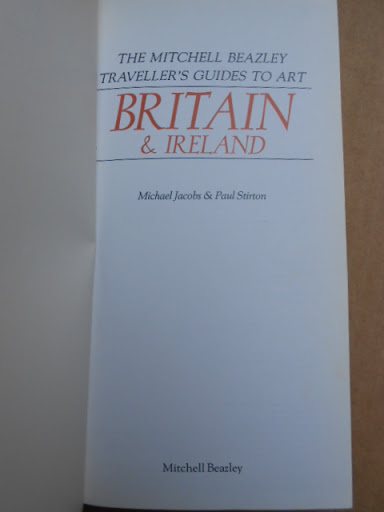 THE MITCHELL BEAZLEY
TRAVELLER'S GUIDES TO ART
BRITAIN
& IRELAND
Michael Jacobs & Paul Stirton
Mitchell Beazley